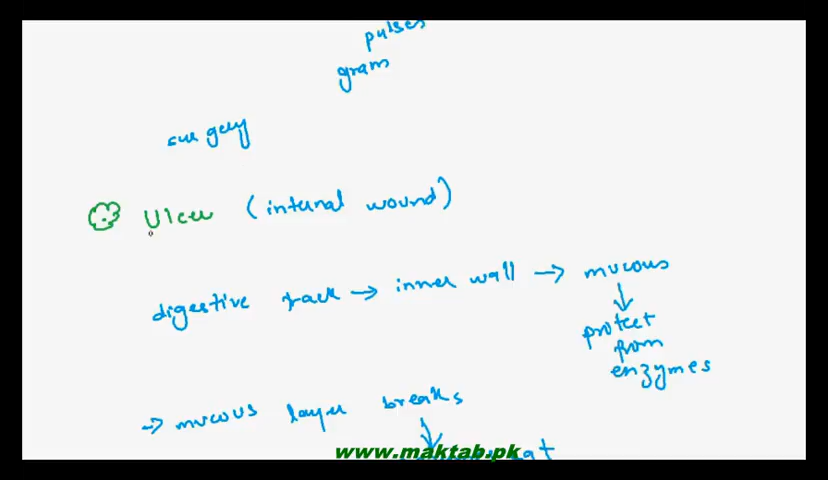 pulses
gram
surgery
Ulcer (internal wound)
digestive track → inner wall → mucous
↓
protect
from
enzymes
→ mucous layer breaks
↓
www.maktab.pk